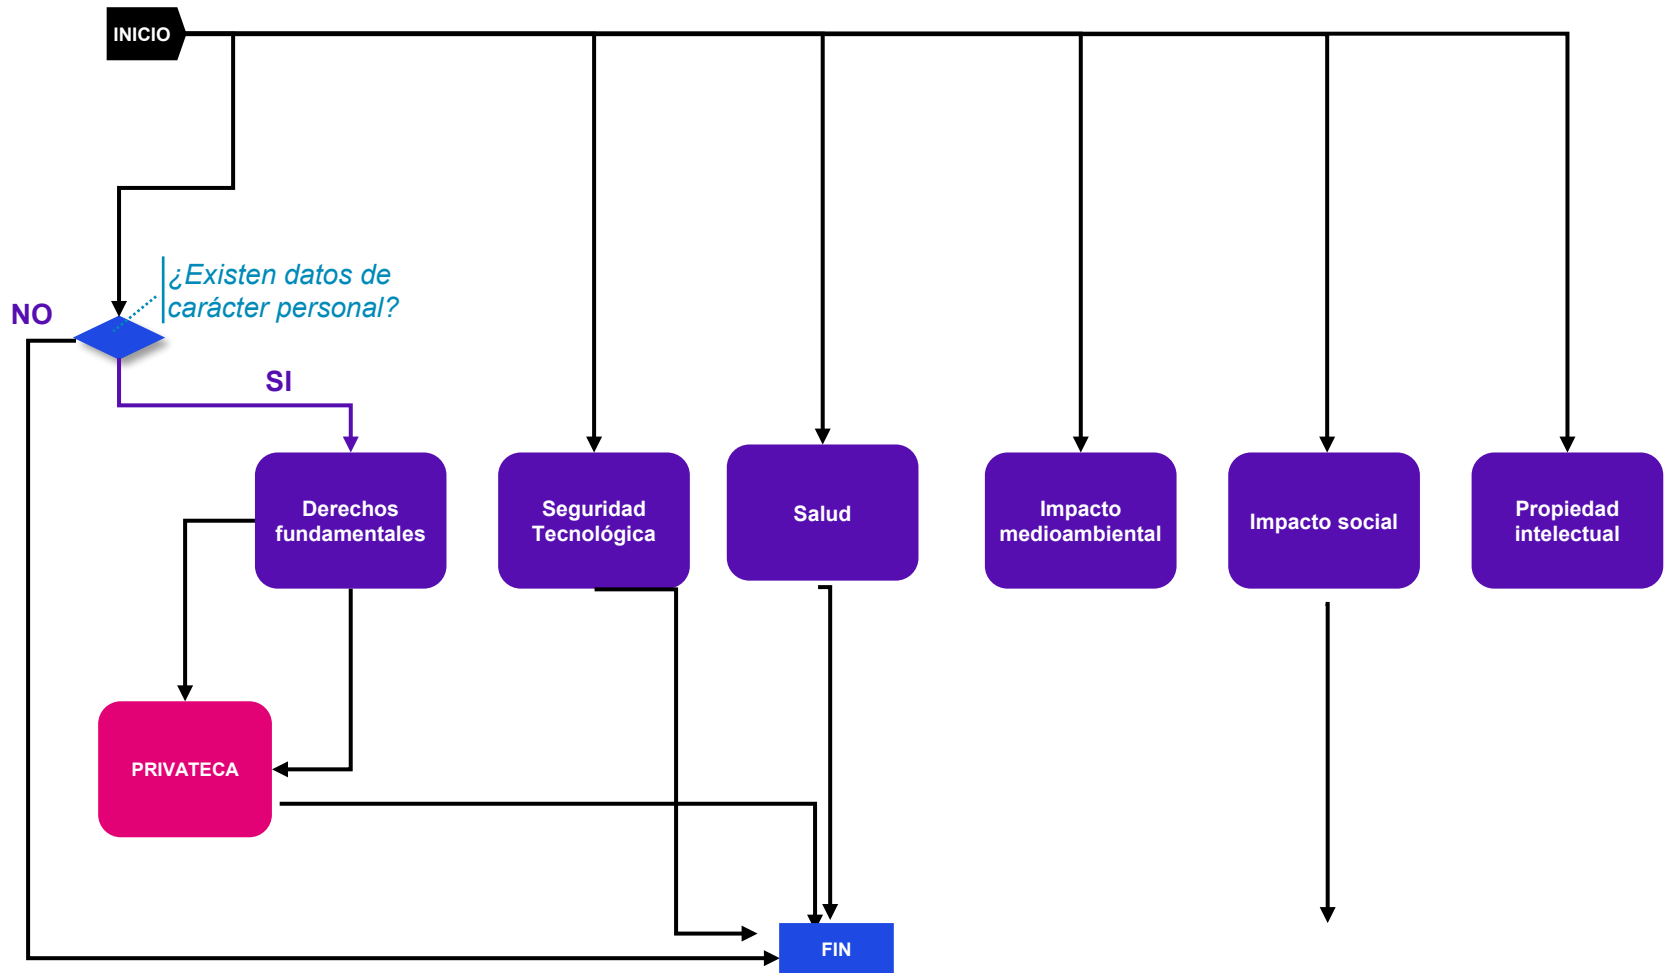 INICIO
¿Existen datos de
carácter personal?
NO
SI
Derechos
fundamentales
Seguridad
Tecnológica
Salud
Impacto
medioambiental
Impacto social
Propiedad
intelectual
PRIVATECA
FIN